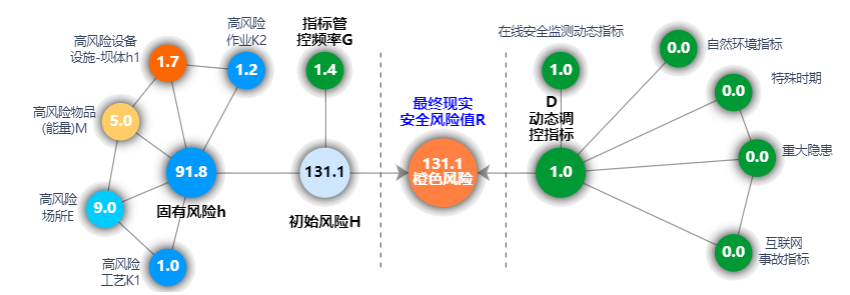 高风险设备
设施-坝体h1
1.7
高风险
作业K2
1.2
指标管
控频率G
1.4
高风险物品
(能量)M
5.0
91.8
固有风险h
高风险
场所E
9.0
高风险
工艺K1
1.0
131.1
初始风险H
最终现实
安全风险值R
131.1
橙色风险
在线安全监测动态指标
1.0
D
动态调
控指标
1.0
0.0
自然环境指标
特殊时期
0.0
0.0
重大隐患
0.0
互联网
事故指标